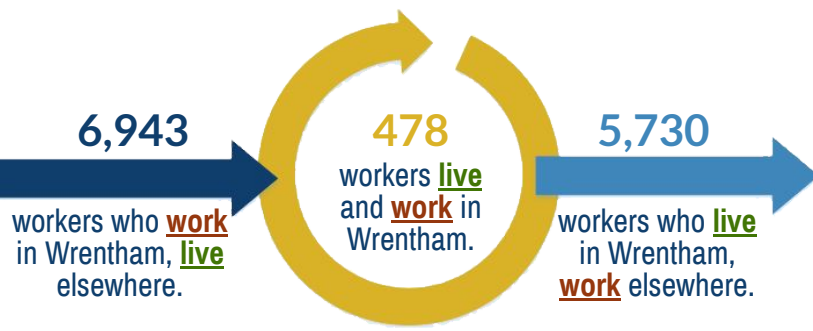 6,943
workers who work
in Wrentham, live
elsewhere.
478
workers live
and work in
Wrentham.
5,730
workers who live
in Wrentham,
work elsewhere.